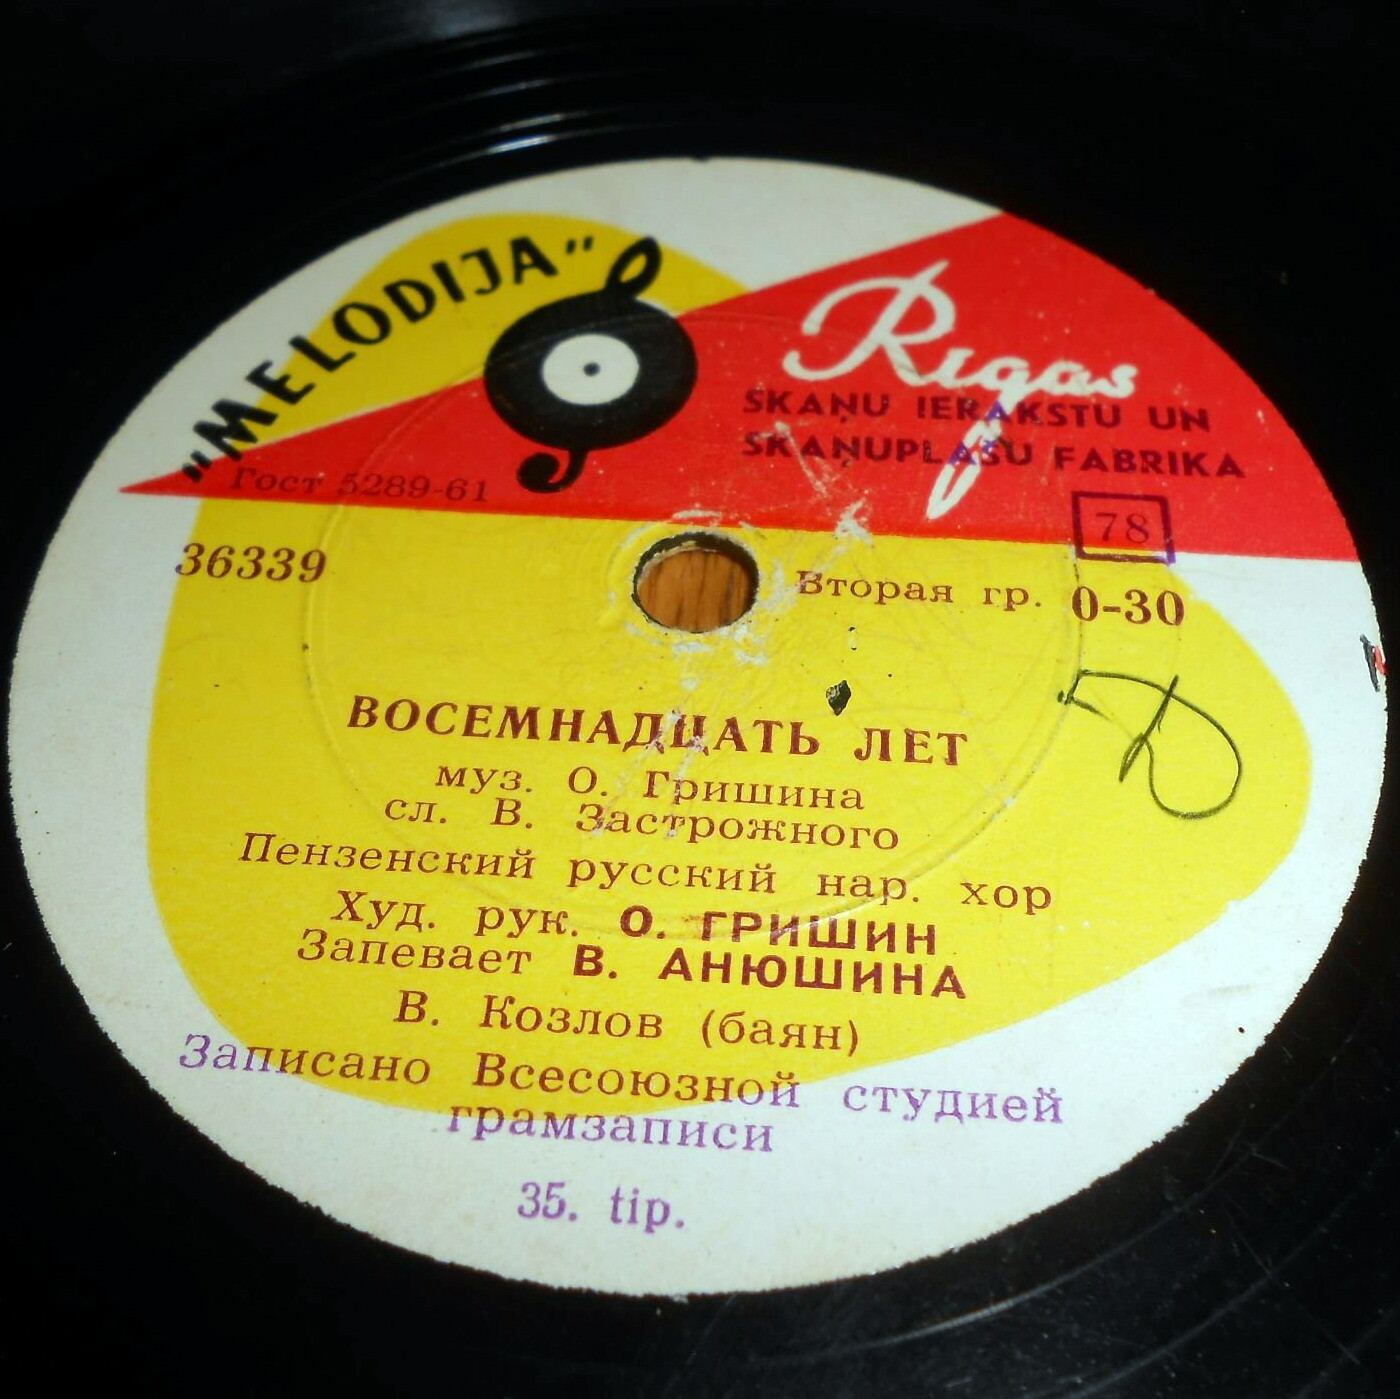 "MELODIJA"
Rigas
SKAŅU IERAKSTU UN
SKAŅUPLAŠU FABRIKA
Гост 5289-61
78
36339
Вторая гр. 0-30
ВОСЕМНАДЦАТЬ ЛЕТ
муз. О. Гришина
сл. В. Застрожного
Пензенский русский нар. хор
Худ. рук. О. ГРИШИН
Запевает В. АНЮШИНА
В. Козлов (баян)
Записано Всесоюзной студией
грамзаписи
35. tip.